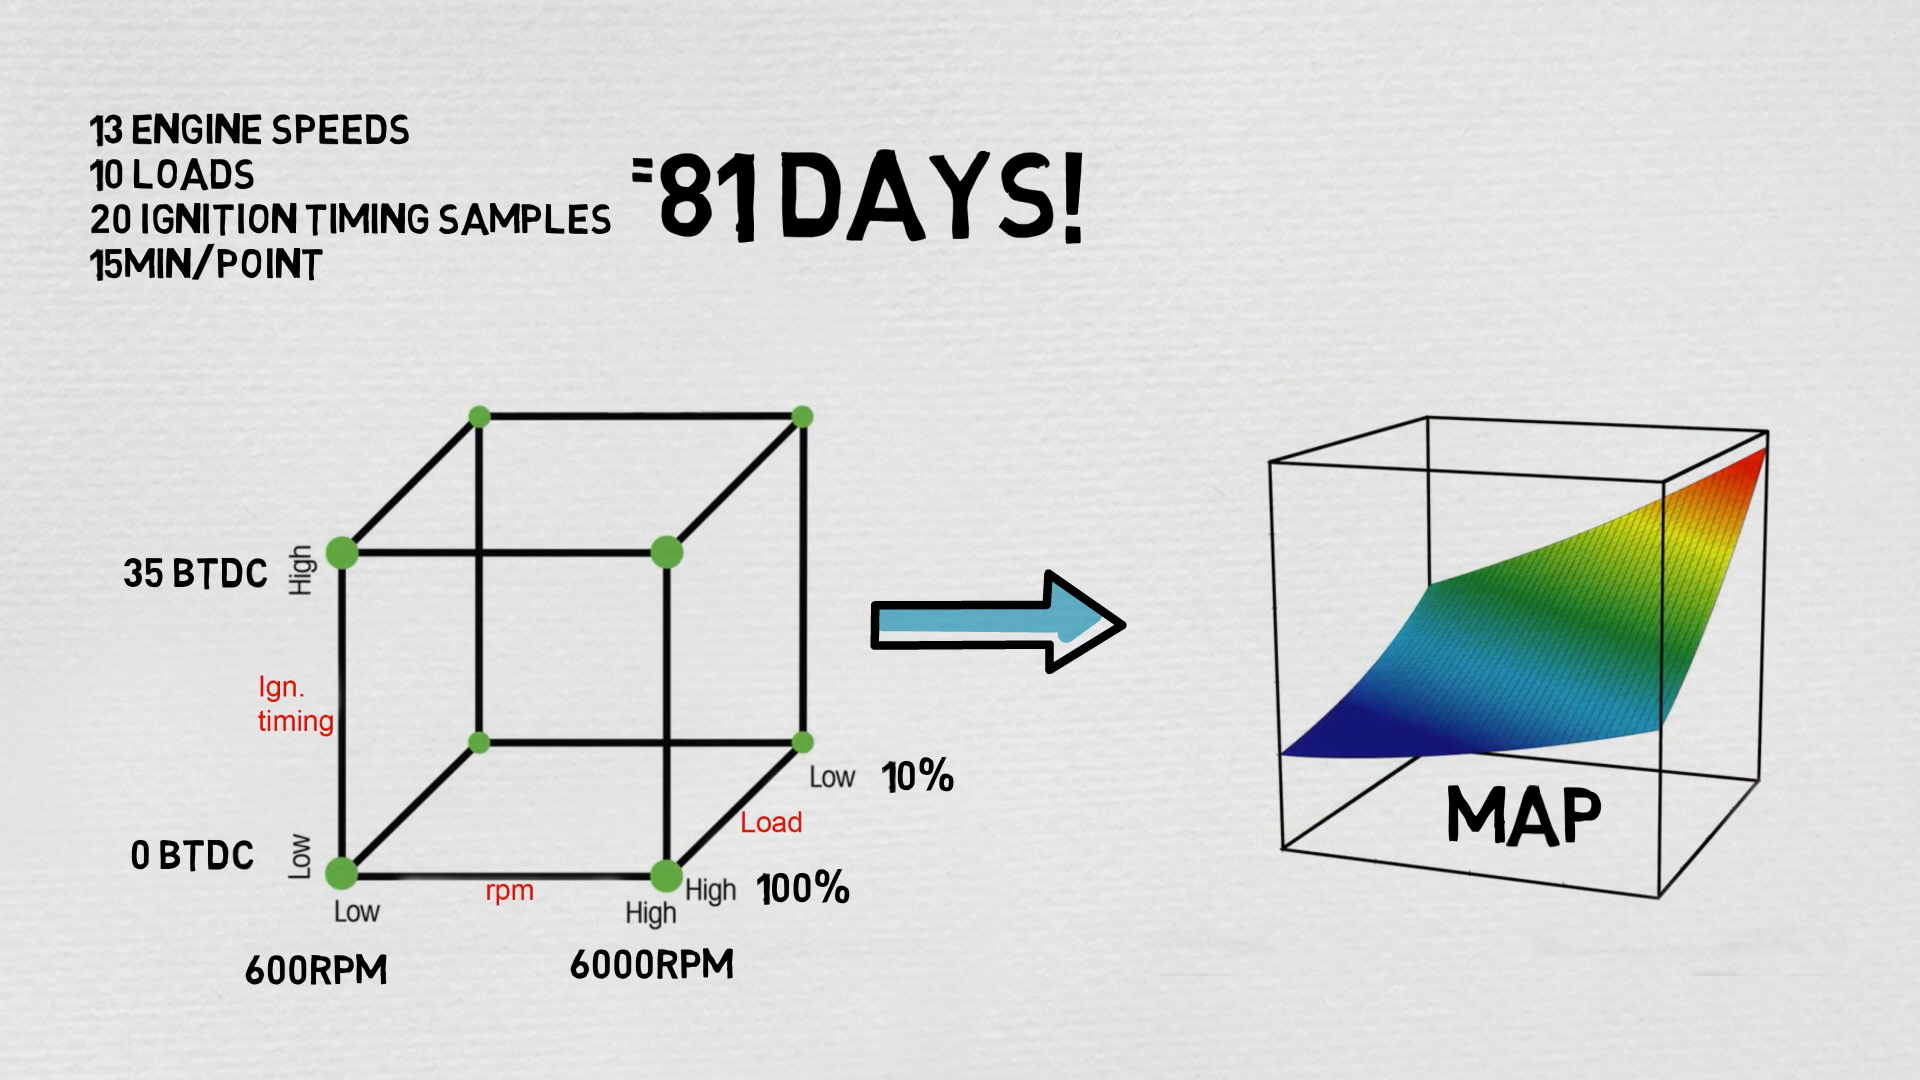 13 ENGINE SPEEDS
10 LOADS
20 IGNITION TIMING SAMPLES
15MIN/POINT
=81 DAYS!
35 BTDC
High
Ign.
timing
0 BTDC
Low
Low
rpm
High
High
100%
Load
Low
10%
600RPM
6000RPM
MAP